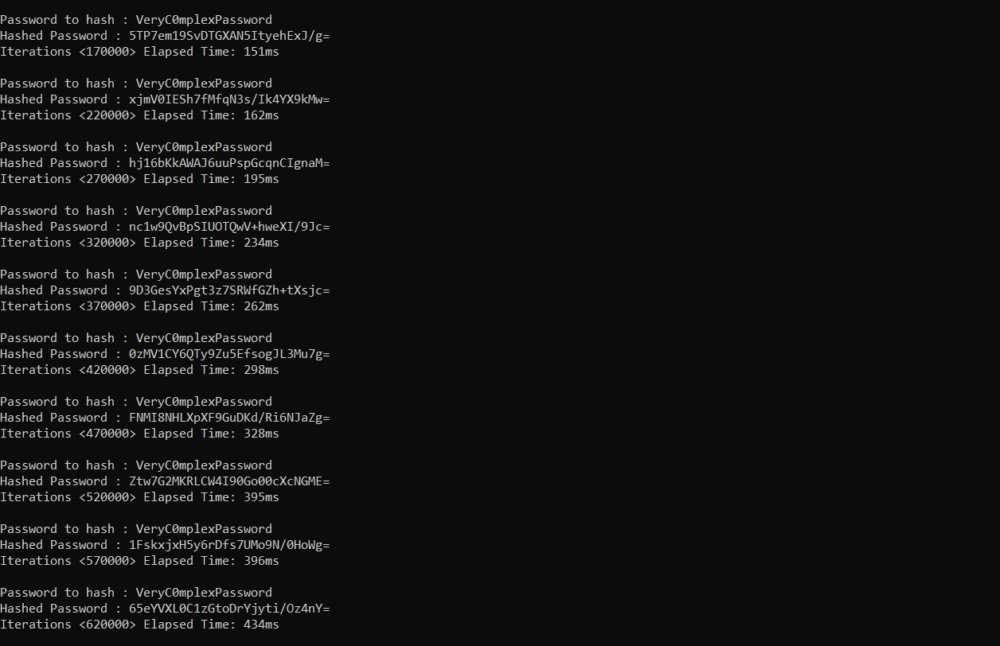 Password to hash : VeryC0mplexPassword
Hashed Password : 5TP7em19SvDTGXAN5ItyehExJ/g=
Iterations <170000> Elapsed Time: 151ms
Password to hash : VeryC0mplexPassword
Hashed Password : xjmV0IESh7fMfqN3s/Ik4YX9kMw=
Iterations <220000> Elapsed Time: 162ms
Password to hash : VeryC0mplexPassword
Hashed Password : hj16bKkAWAJ6uuPspGcqnCIgnaM=
Iterations <270000> Elapsed Time: 195ms
Password to hash : VeryC0mplexPassword
Hashed Password : nc1w9QvBpSIUOTQwV+hweXI/9Jc=
Iterations <320000> Elapsed Time: 234ms
Password to hash : VeryC0mplexPassword
Hashed Password : 9D3GesYxPgt3z7SRWfGZh+tXsjc=
Iterations <370000> Elapsed Time: 262ms
Password to hash : VeryC0mplexPassword
Hashed Password : 0zMV1CY6QTy9Zu5EfsogJL3Mu7g=
Iterations <420000> Elapsed Time: 298ms
Password to hash : VeryC0mplexPassword
Hashed Password : FNMI8NHLXpXF9GuDKd/Ri6NJaZg=
Iterations <470000> Elapsed Time: 328ms
Password to hash : VeryC0mplexPassword
Hashed Password : Ztw7G2MKRLCW4I90Go00cXcNGME=
Iterations <520000> Elapsed Time: 395ms
Password to hash : VeryC0mplexPassword
Hashed Password : 1FskxjxH5y6rDfs7UMo9N/0HoWg=
Iterations <570000> Elapsed Time: 396ms
Password to hash : VeryC0mplexPassword
Hashed Password : 65eYVXL0C1zGtoDrYjyti/Oz4nY=
Iterations <620000> Elapsed Time: 434ms